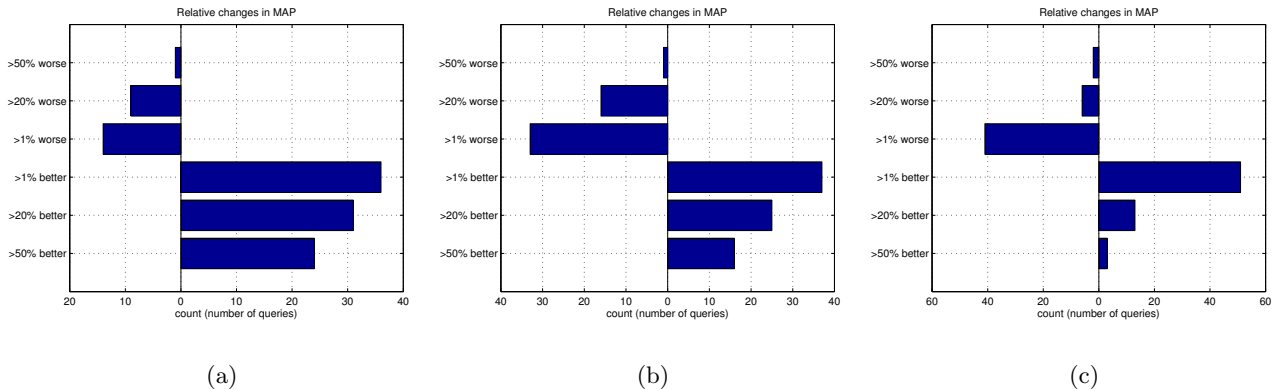 Relative changes in MAP
>50% worse
>20% worse
>1% worse
>1% better
>20% better
>50% better
20 10 0 10 20 30 40
count (number of queries)
(a)
Relative changes in MAP
>50% worse
>20% worse
>1% worse
>1% better
>20% better
>50% better
40 30 20 10 0 10 20 30 40
count (number of queries)
(b)
Relative changes in MAP
>50% worse
>20% worse
>1% worse
>1% better
>20% better
>50% better
60 40 20 0 20 40 60
count (number of queries)
(c)